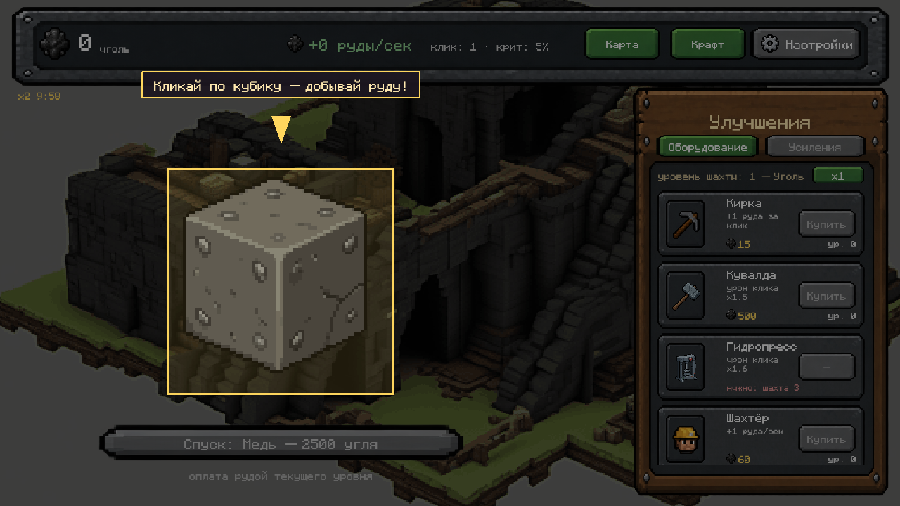 0 уголь
+0 руды/сек
клик: 1 · крит: 5%
Карта
Крафт
Настройки
x2 9:59
Кликай по кубику — добывай руду!
Улучшения
Оборудование
Усиления
уровень шахты: 1 — Уголь
x1
Кирка
+1 руда за
клик
15
Купить
ур. 0
Кувалда
урон клика
x1.5
500
Купить
ур. 0
Гидропресс
урон клика
x1.6
нужно: шахта 3
—
Шахтёр
+1 руда/сек
60
Купить
ур. 0
Спуск: Медь — 2500 угля
оплата рудой текущего уровня